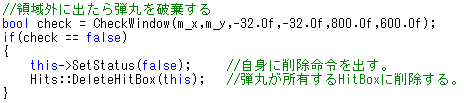 //領域外に出たら弾丸を破棄する
bool check = CheckWindow(m_x,m_y,-32.0f,-32.0f,800.0f,600.0f);
if(check == false)
{
    this->SetStatus(false);     //自身に削除命令を出す。
    Hits::DeleteHitBox(this);   //弾丸が所有するHitBoxに削除する。
}